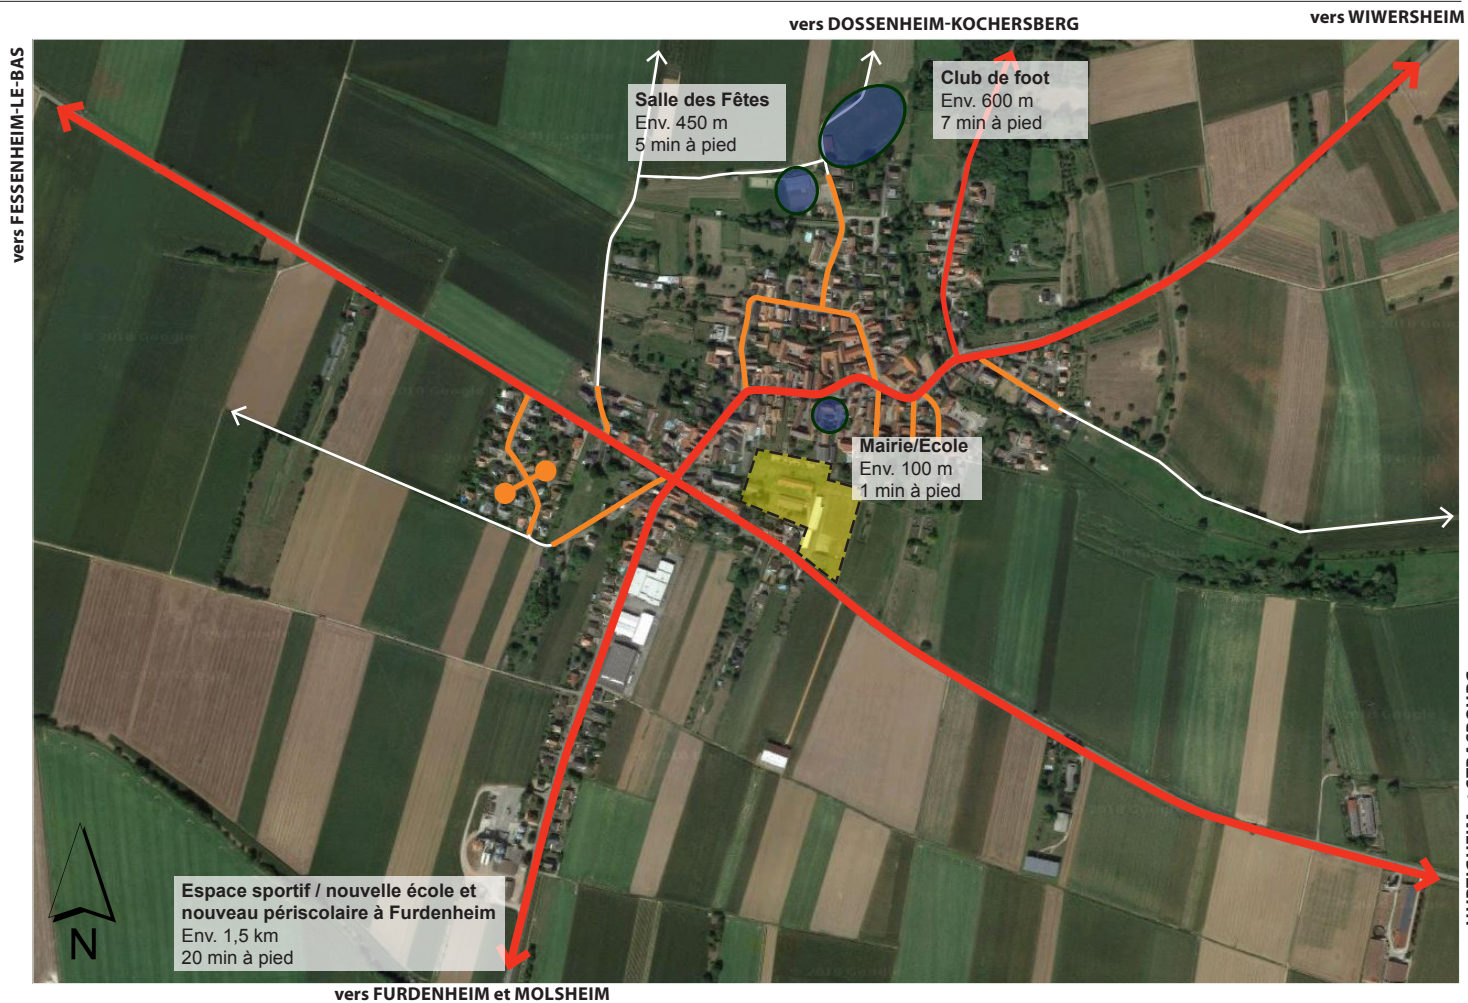 vers DOSSENHEIM-KOCHERSBERG
vers WIWERSHEIM
vers FESSENHEIM-LE-BAS
Salle des Fêtes
Env. 450 m
5 min à pied
Club de foot
Env. 600 m
7 min à pied
Mairie/École
Env. 100 m
1 min à pied
Espace sportif / nouvelle école et
nouveau périscolaire à Furdenheim
Env. 1,5 km
20 min à pied
N
vers FURDENHEIM et MOLSHEIM